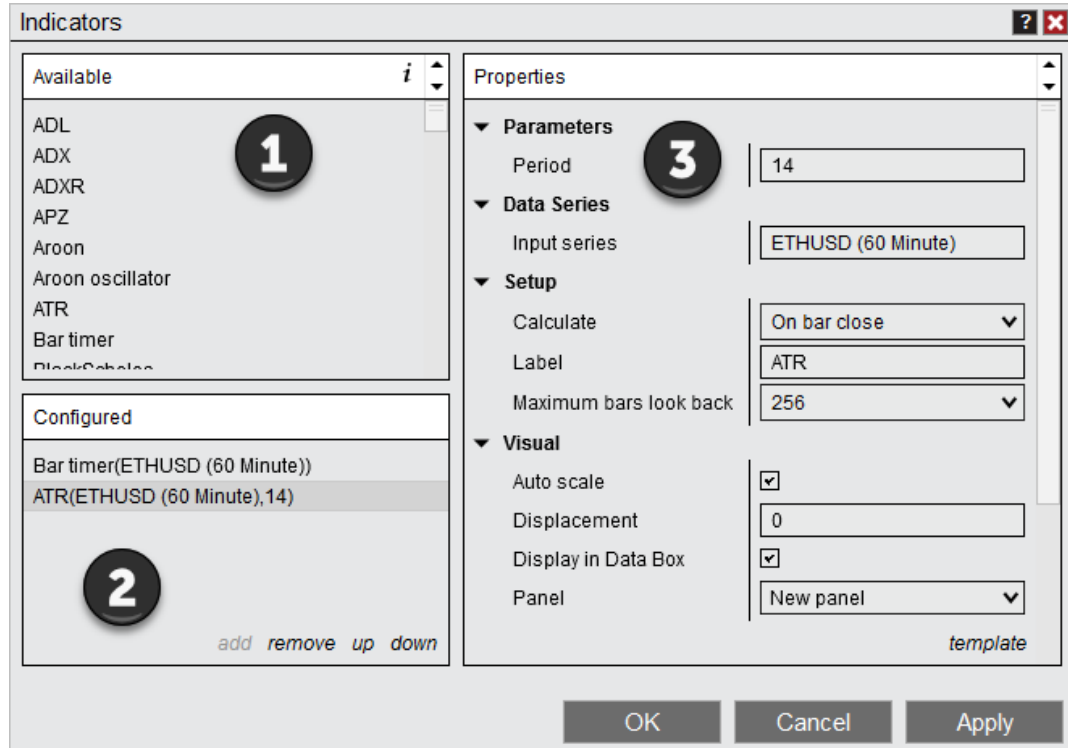 Indicators
?
Available i
ADL
ADX
ADXR
APZ
Aroon
Aroon oscillator
ATR
Bar timer
1
Configured
Bar timer(ETHUSD (60 Minute))
ATR(ETHUSD (60 Minute),14)
2
add remove up down
Properties
Parameters
3
Period 14
Data Series
Input series ETHUSD (60 Minute)
Setup
Calculate On bar close
Label ATR
Maximum bars look back 256
Visual
Auto scale
Displacement 0
Display in Data Box
Panel New panel
template
OK Cancel Apply